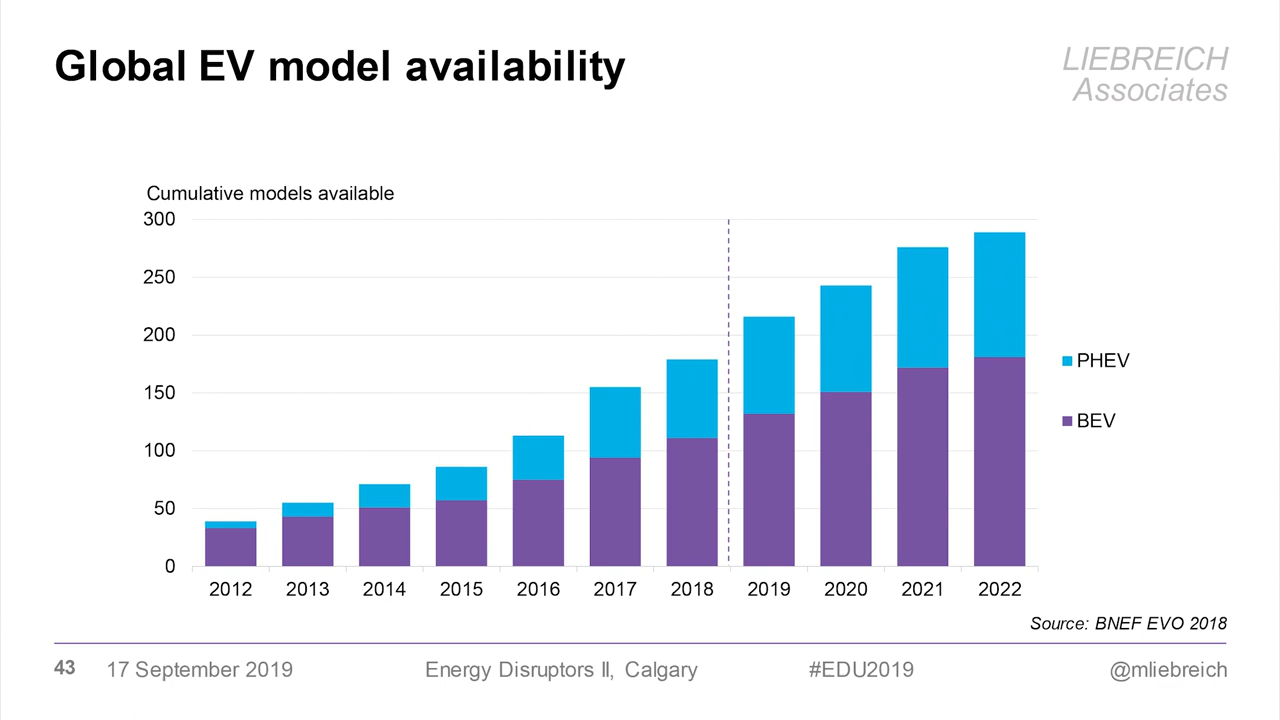 Global EV model availability
LIEBREICH
Associates
Cumulative models available
300
250
200
150
100
50
0
2012 2013 2014 2015 2016 2017 2018 2019 2020 2021 2022
PHEV
BEV
Source: BNEF EVO 2018
43 17 September 2019 Energy Disruptors II, Calgary #EDU2019 @mliebreich